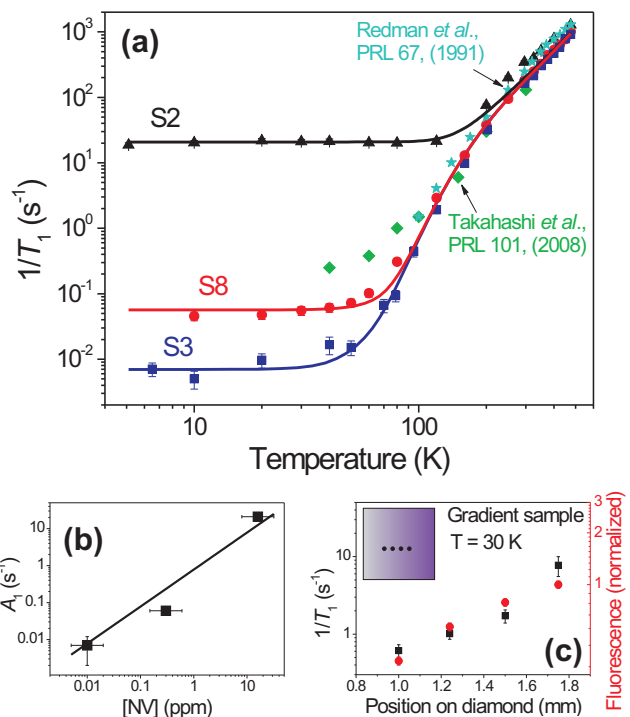 (a)
Redman et al.,
PRL 67, (1991)
S2
Takahashi et al.,
PRL 101, (2008)
S8
S3
10³
10²
10¹
10⁰
10⁻¹
10⁻²
1/T₁ (s⁻¹)
10
100
Temperature (K)
(b)
10
1
0.1
0.01
A₁ (s⁻¹)
0.01
0.1
1
10
[NV] (ppm)
Gradient sample
T = 30 K
(c)
10
1
1/T₁ (s⁻¹)
3
2
1
Fluorescence (normalized)
0.8
1.0
1.2
1.4
1.6
1.8
Position on diamond (mm)